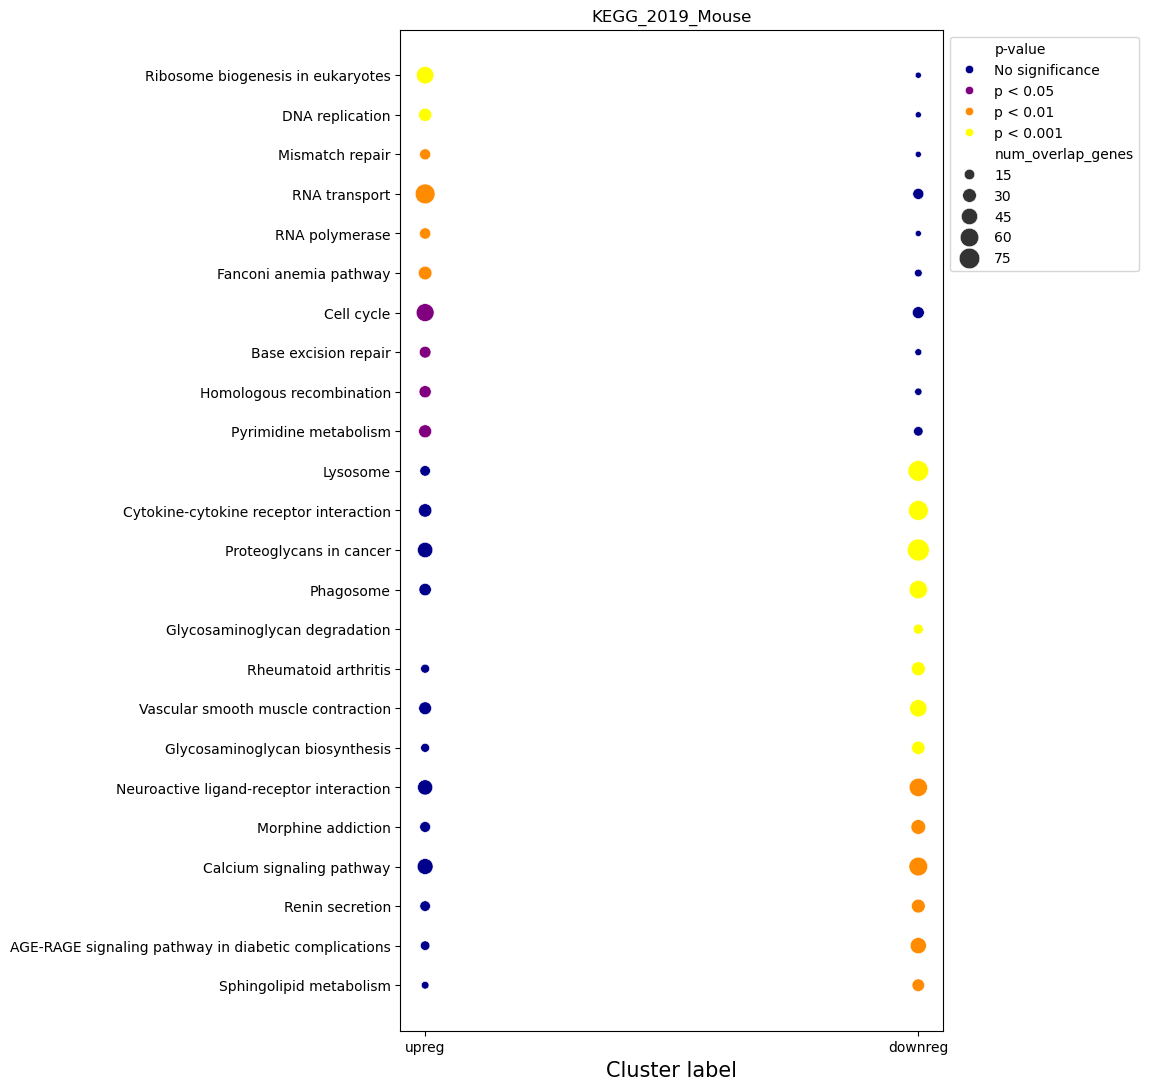 KEGG_2019_Mouse
Ribosome biogenesis in eukaryotes
DNA replication
Mismatch repair
RNA transport
RNA polymerase
Fanconi anemia pathway
Cell cycle
Base excision repair
Homologous recombination
Pyrimidine metabolism
Lysosome
Cytokine-cytokine receptor interaction
Proteoglycans in cancer
Phagosome
Glycosaminoglycan degradation
Rheumatoid arthritis
Vascular smooth muscle contraction
Glycosaminoglycan biosynthesis
Neuroactive ligand-receptor interaction
Morphine addiction
Calcium signaling pathway
Renin secretion
AGE-RAGE signaling pathway in diabetic complications
Sphingolipid metabolism
upreg
downreg
Cluster label
p-value
No significance
p < 0.05
p < 0.01
p < 0.001
num_overlap_genes
15
30
45
60
75